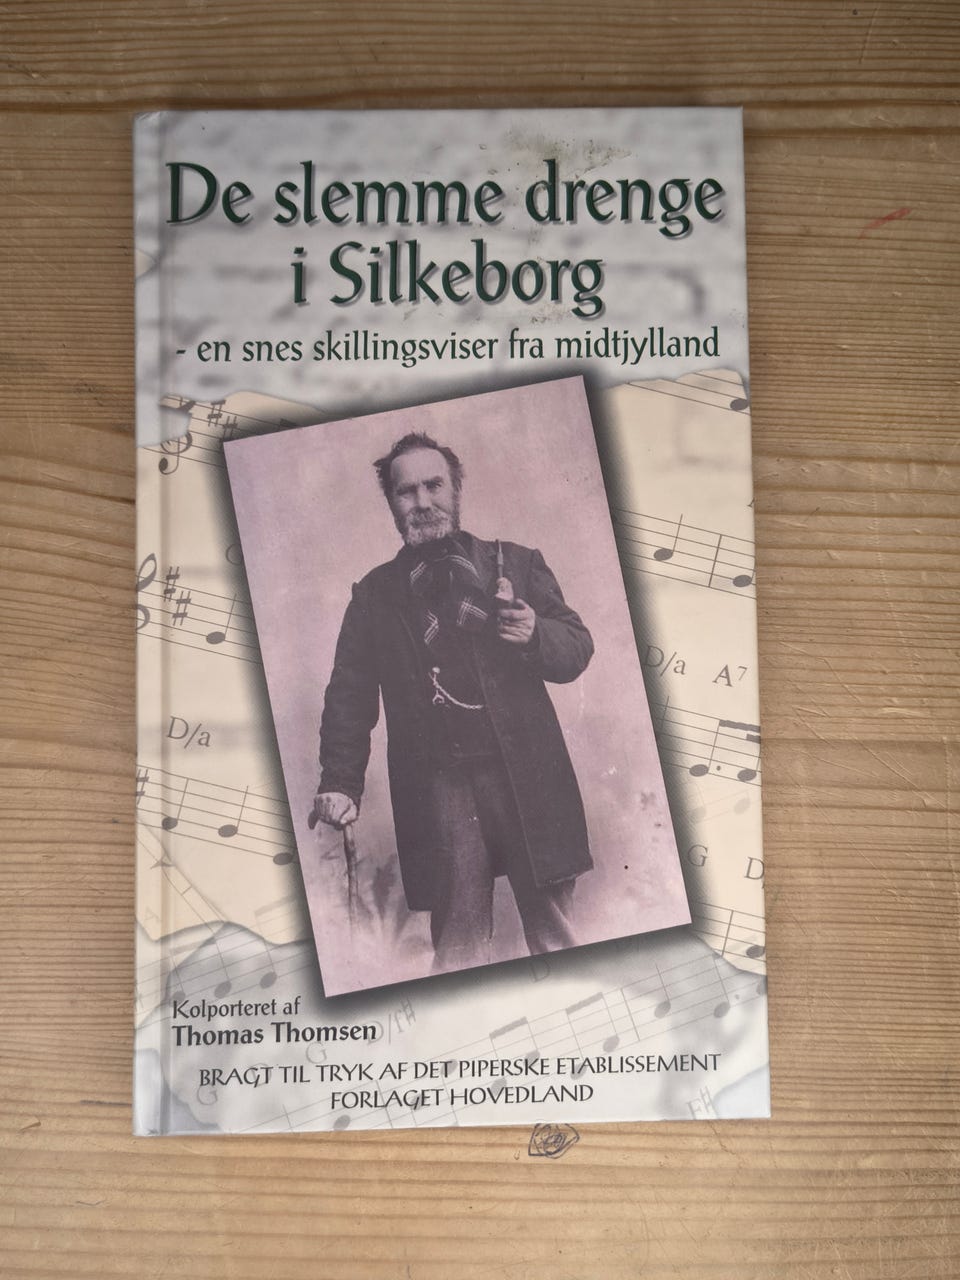 De slemme drenge
i Silkeborg
- en snes skillingsviser fra midtjylland
D/a
A7
D/a
G
D
D/f#
G
G
F#
Kolporteret af
Thomas Thomsen
BRAGT TIL TRYK AF DET PIPERSKE ETABLISSEMENT
FORLAGET HOVEDLAND